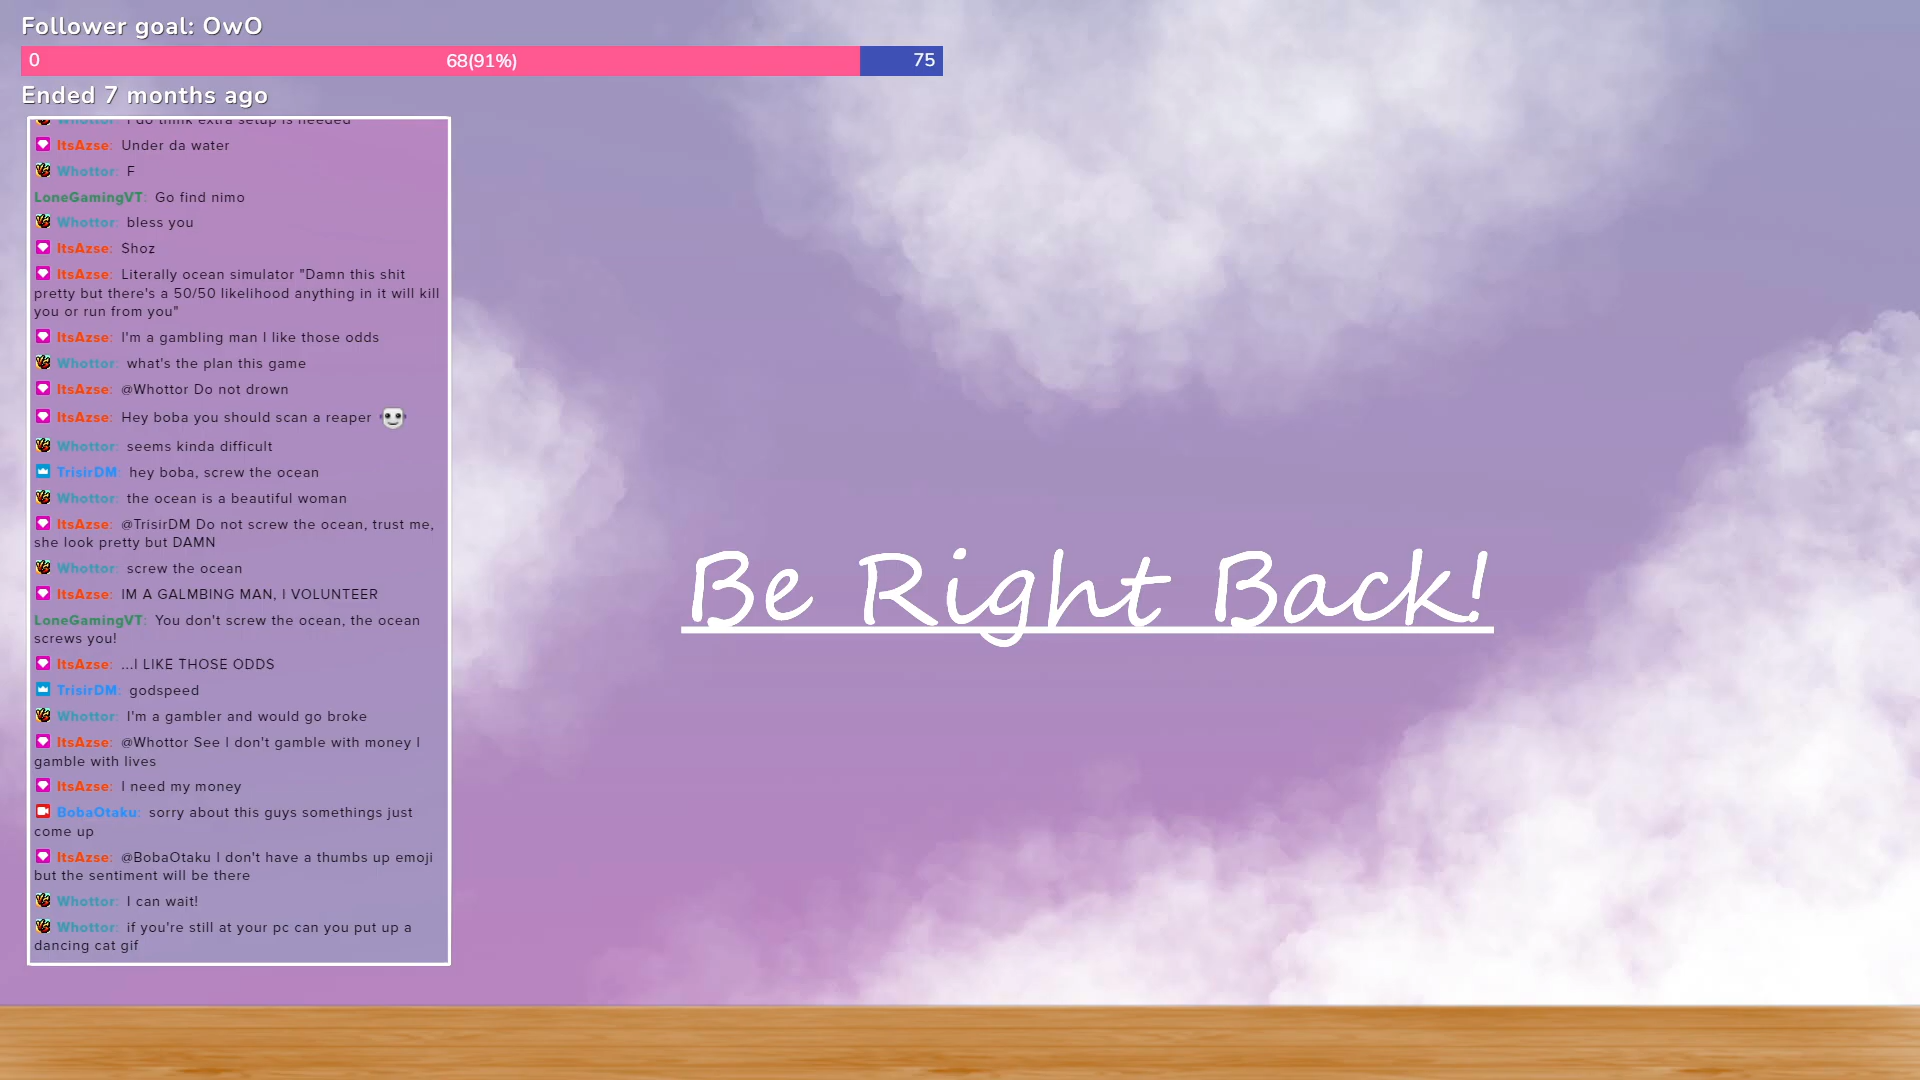 Follower goal: OwO
0 68(91%) 75
Ended 7 months ago
Whottor: I do think extra setup is needed
ItsAzse: Under da water
Whottor: F
LoneGamingVT: Go find nimo
Whottor: bless you
ItsAzse: Shoz
ItsAzse: Literally ocean simulator "Damn this shit
pretty but there's a 50/50 likelihood anything in it will kill
you or run from you"
ItsAzse: I'm a gambling man I like those odds
Whottor: what's the plan this game
ItsAzse: @Whottor Do not drown
ItsAzse: Hey boba you should scan a reaper
Whottor: seems kinda difficult
TrisirDM: hey boba, screw the ocean
Whottor: the ocean is a beautiful woman
ItsAzse: @TrisirDM Do not screw the ocean, trust me,
she look pretty but DAMN
Whottor: screw the ocean
ItsAzse: IM A GALMBING MAN, I VOLUNTEER
LoneGamingVT: You don't screw the ocean, the ocean
screws you!
ItsAzse: ...I LIKE THOSE ODDS
TrisirDM: godspeed
Whottor: I'm a gambler and would go broke
ItsAzse: @Whottor See I don't gamble with money I
gamble with lives
ItsAzse: I need my money
BobaOtaku: sorry about this guys somethings just
come up
ItsAzse: @BobaOtaku I don't have a thumbs up emoji
but the sentiment will be there
Whottor: I can wait!
Whottor: if you're still at your pc can you put up a
dancing cat gif
Be Right Back!